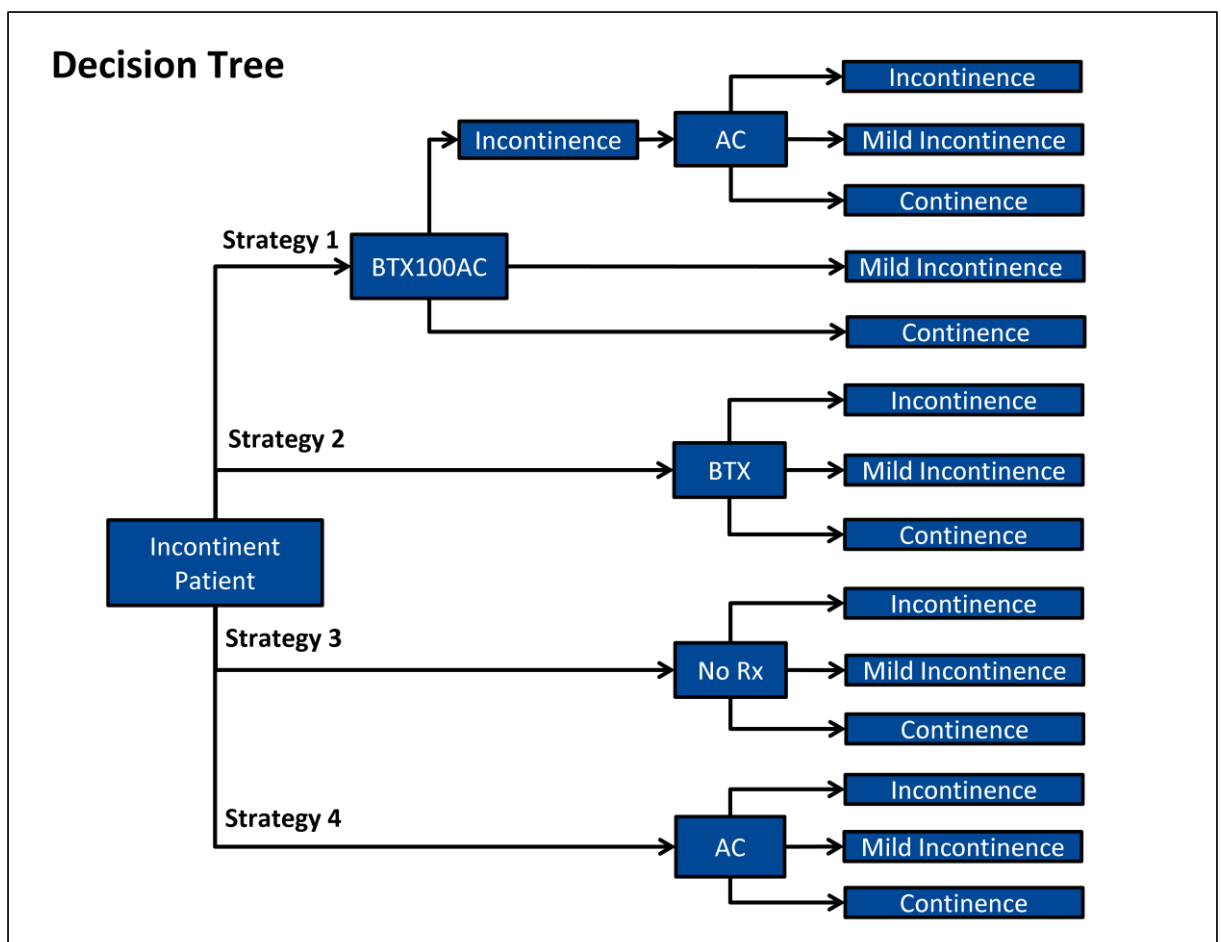 Decision Tree
Incontinence
Incontinence
AC
Mild Incontinence
Continence
Strategy 1
BTX100AC
Mild Incontinence
Continence
Incontinence
Strategy 2
BTX
Mild Incontinence
Continence
Incontinent
Patient
Incontinence
Strategy 3
No Rx
Mild Incontinence
Continence
Incontinence
Strategy 4
AC
Mild Incontinence
Continence